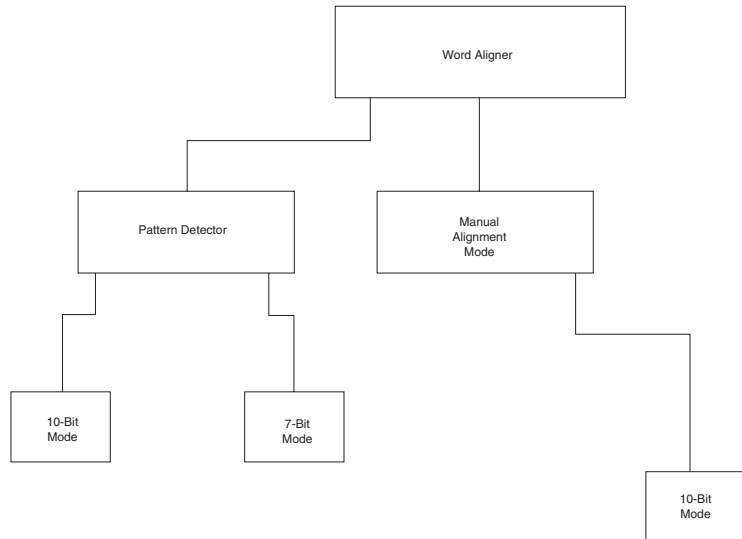 Word Aligner
Pattern Detector
Manual
Alignment
Mode
10-Bit
Mode
7-Bit
Mode
10-Bit
Mode